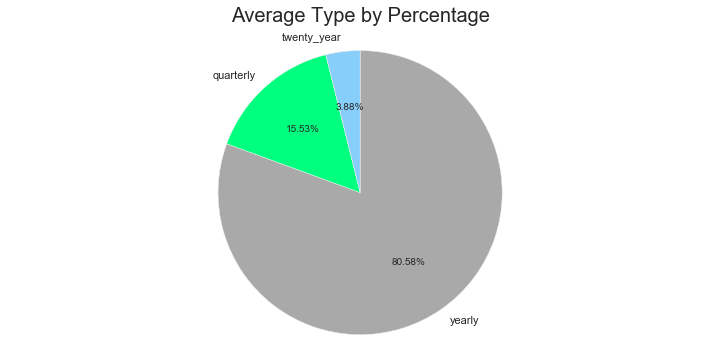 Average Type by Percentage
twenty_year
quarterly
3.88%
15.53%
80.58%
yearly